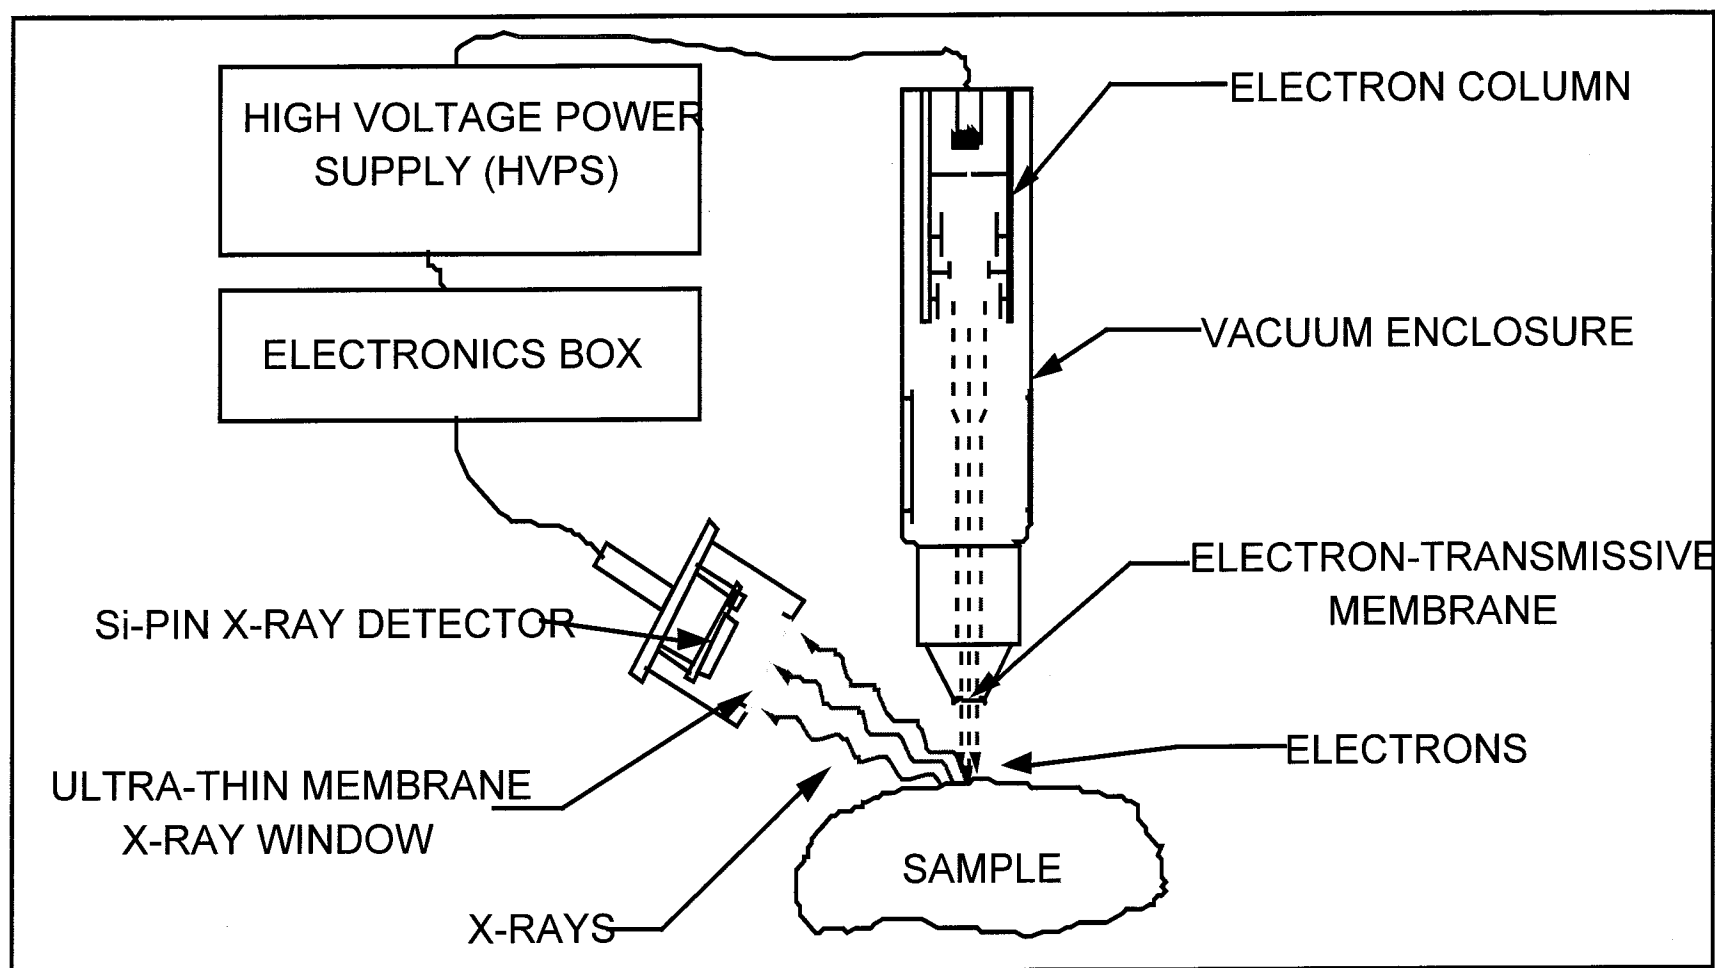 HIGH VOLTAGE POWER
SUPPLY (HVPS)
ELECTRON COLUMN
ELECTRONICS BOX
VACUUM ENCLOSURE
ELECTRON-TRANSMISSIVE
MEMBRANE
Si-PIN X-RAY DETECTOR
ELECTRONS
ULTRA-THIN MEMBRANE
X-RAY WINDOW
SAMPLE
X-RAYS